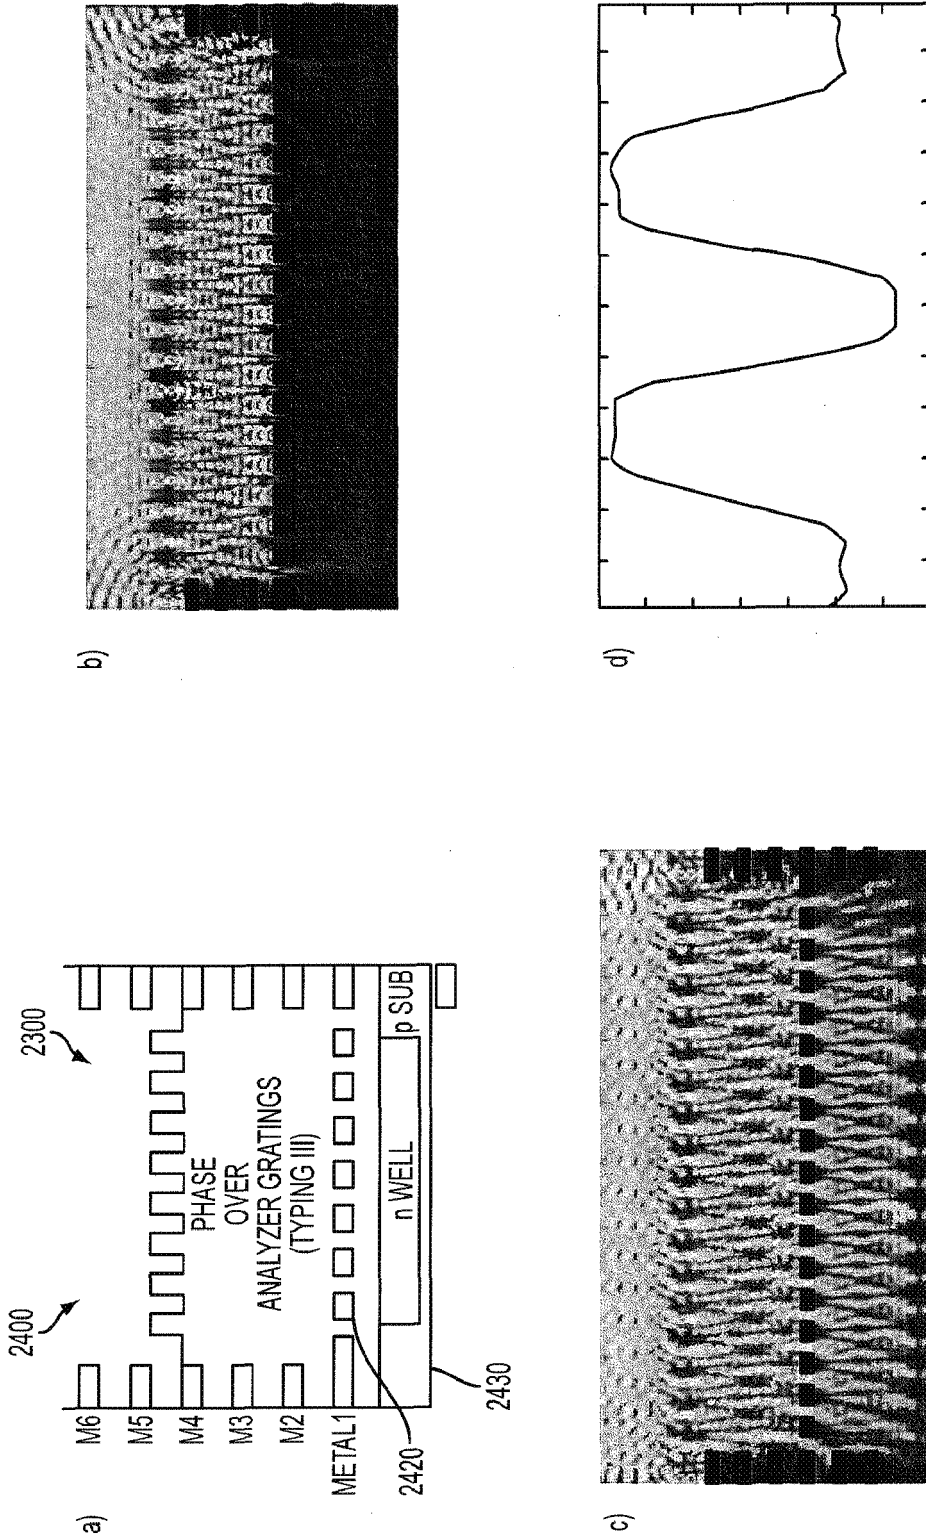 a)
2400
2300
M6
M5
M4
M3
M2
METAL1
2420
2430
PHASE
OVER
ANALYZER GRATINGS
(TYPING III)
n WELL
p SUB
b)
c)
d)